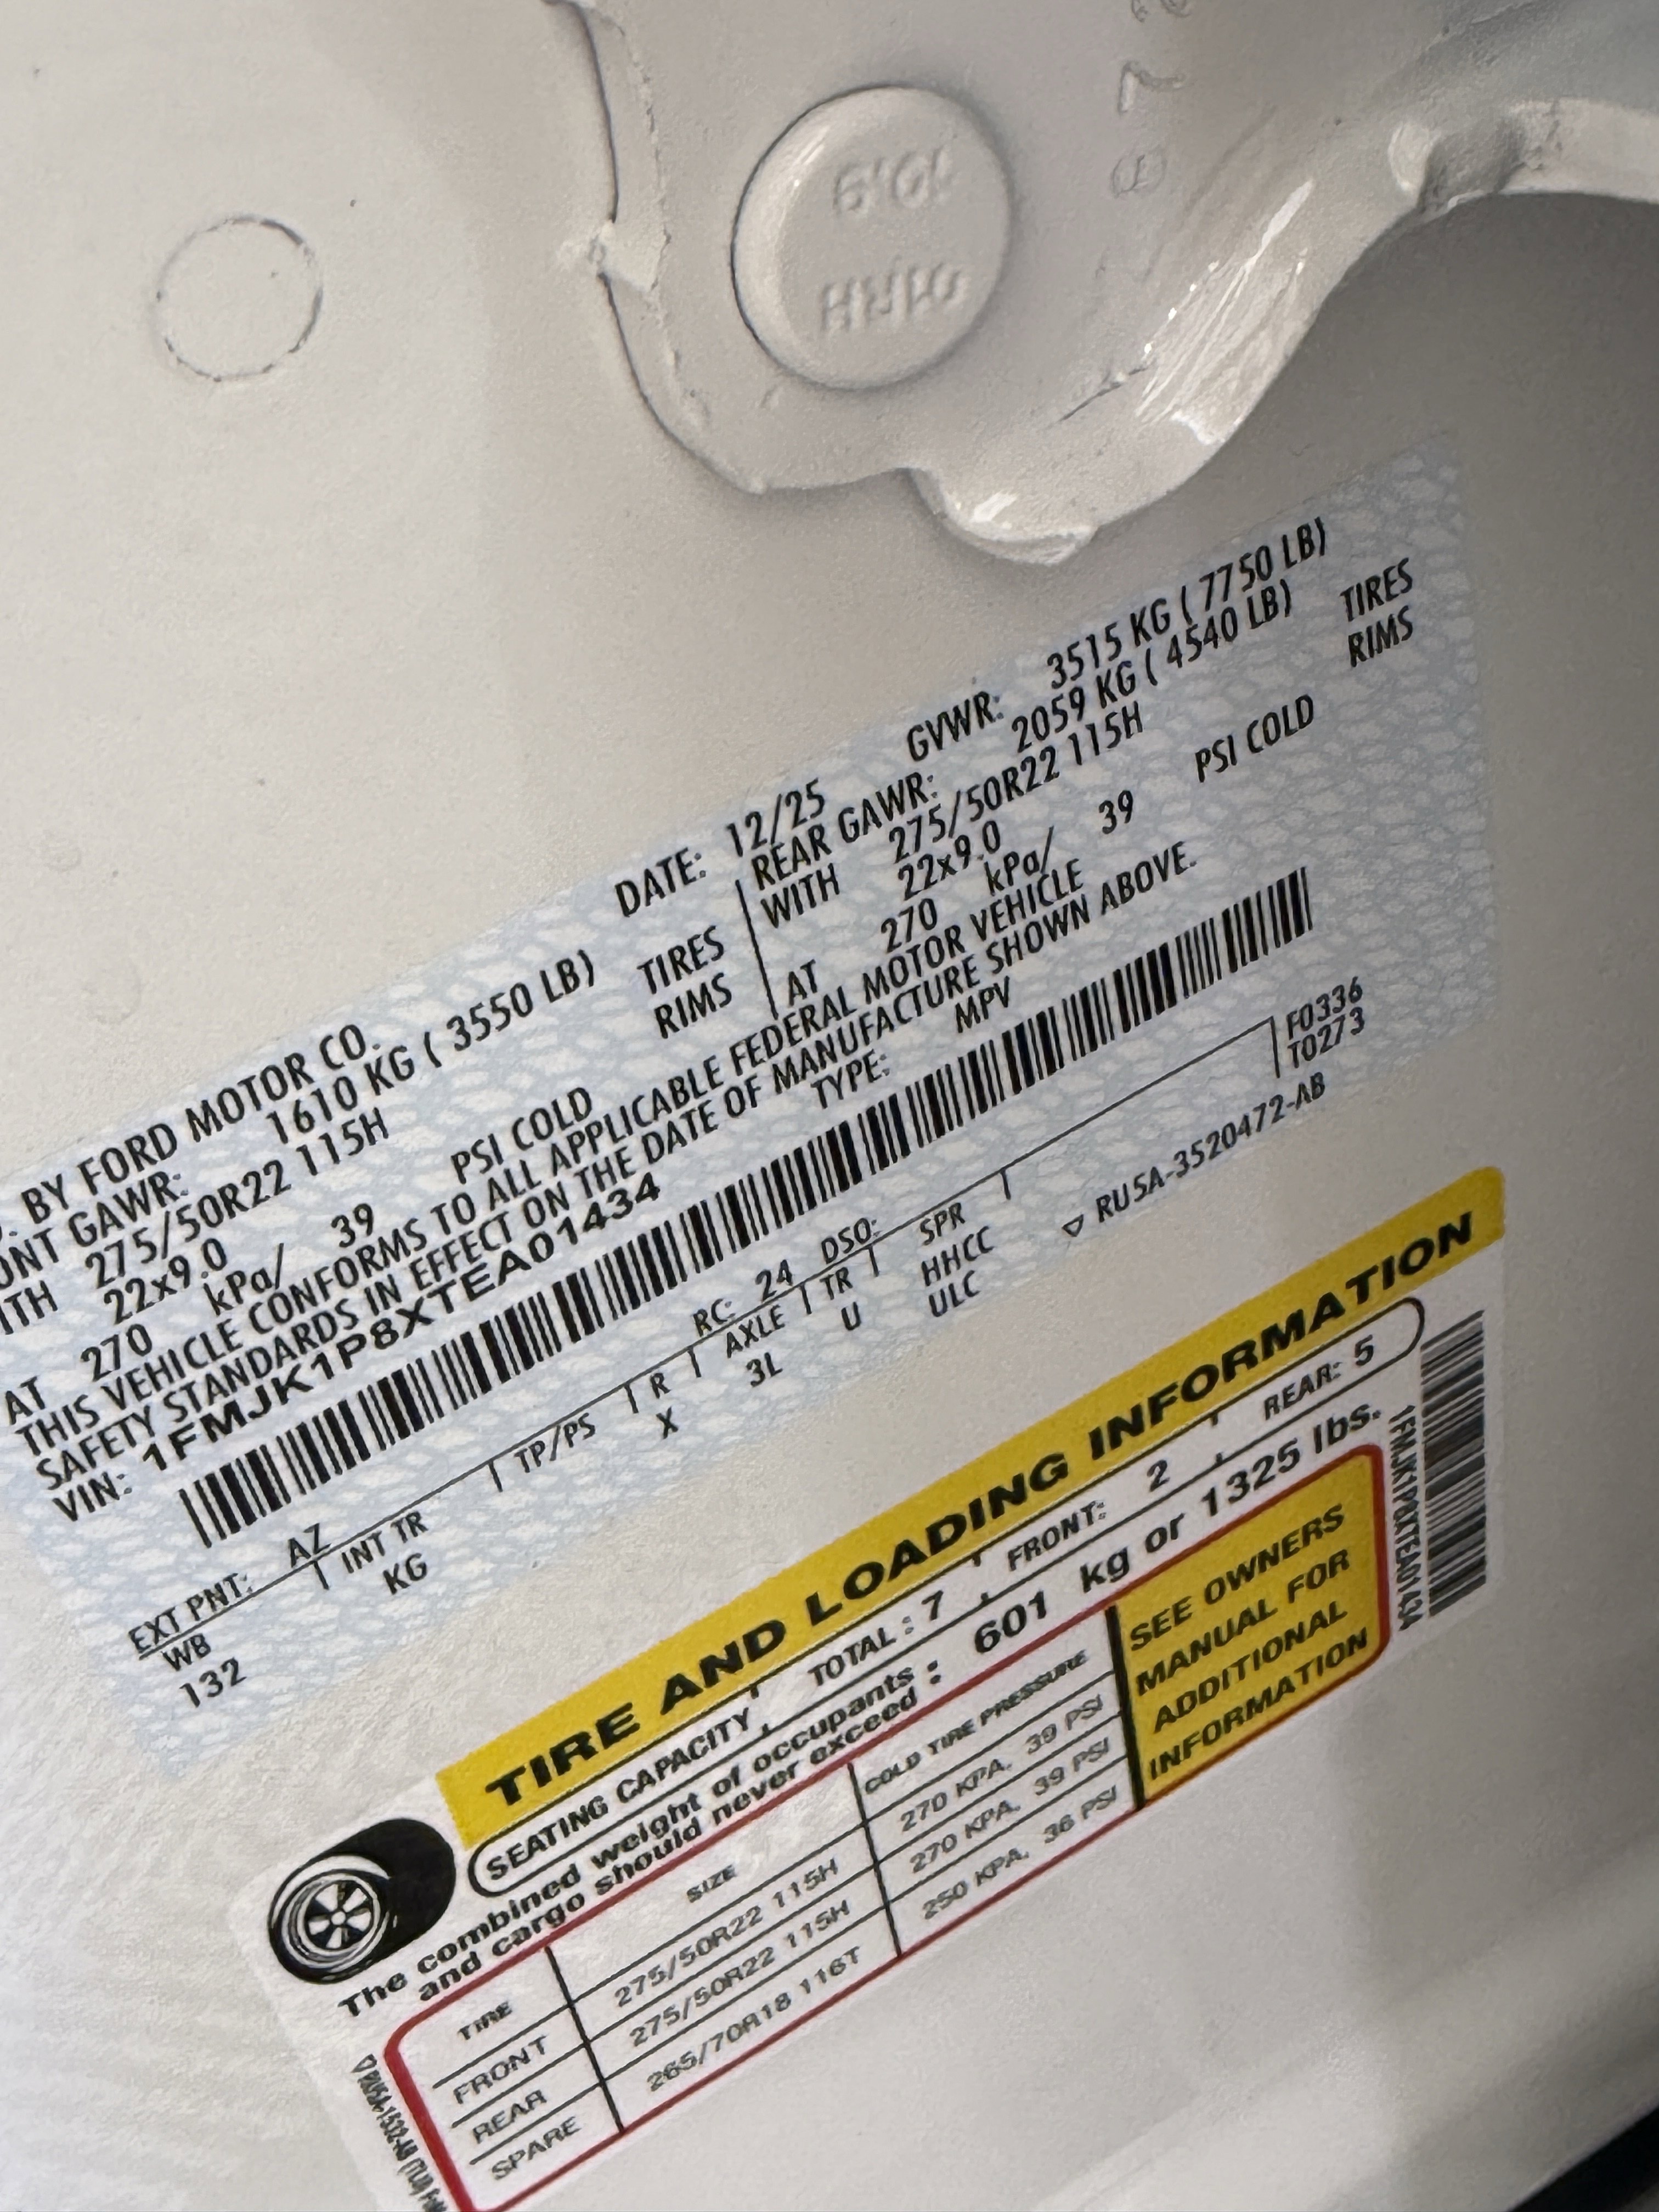 BY FORD MOTOR CO. DATE: 12/25 GVWR: 3515 KG ( 7750 LB)
GAWR: 1610 KG ( 3550 LB) REAR GAWR: 2059 KG ( 4540 LB)
275/50R22 115H TIRES WITH 275/50R22 115H TIRES
22x9.0 RIMS 22x9.0 RIMS
AT 270 kPa/ 39 PSI COLD AT 270 kPa/ 39 PSI COLD
THIS VEHICLE CONFORMS TO ALL APPLICABLE FEDERAL MOTOR VEHICLE
SAFETY STANDARDS IN EFFECT ON THE DATE OF MANUFACTURE SHOWN ABOVE.
VIN: 1FMJK1P8XTEA01434 TYPE: MPV
EXT PNT: AZ RC: 24 DSO: F0336
WB INT TR TP/PS R AXLE TR SPR T0273
132 KG X 3L U HHCC
ULC RU5A-3520472-AB
TIRE AND LOADING INFORMATION
SEATING CAPACITY TOTAL : 7 FRONT: 2 REAR: 5
The combined weight of occupants
and cargo should never exceed : 601 kg or 1325 lbs.
TIRE SIZE COLD TIRE PRESSURE
FRONT 275/50R22 115H 270 KPA, 39 PSI
REAR 275/50R22 115H 270 KPA, 39 PSI
SPARE 265/70R18 116T 250 KPA, 36 PSI
SEE OWNERS
MANUAL FOR
ADDITIONAL
INFORMATION
1FMJK1P8XTEA01434